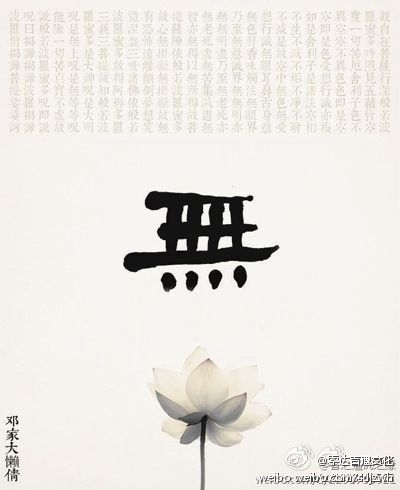 觀自在菩薩行深般若波
羅蜜多時照見五蘊皆空
度一切苦厄舍利子色不
異空空不異色色即是空
空即是色受想行識亦復
如是舍利子是諸法空相
不生不滅不垢不淨不增
不減是故空中無色無受
想行識無眼耳鼻舌身意
無色聲香味觸法無眼界
乃至無意識界無無明亦
無無明盡乃至無老死亦
無老死盡無苦集滅道無
智亦無得以無所得故菩
提薩埵依般若波羅蜜多
故心無掛礙無掛礙故無
有恐怖遠離顛倒夢想究
竟涅槃三世諸佛依般若
波羅蜜多故得阿耨多羅
三藐三菩提故知般若波
羅蜜多是大神呪是大明
呪是無上呪是無等等呪
能除一切苦真實不虛故
說般若波羅蜜多呪即說
呪曰揭諦揭諦波羅揭諦
波羅僧揭諦菩提薩婆訶
無
邓家大懒倩